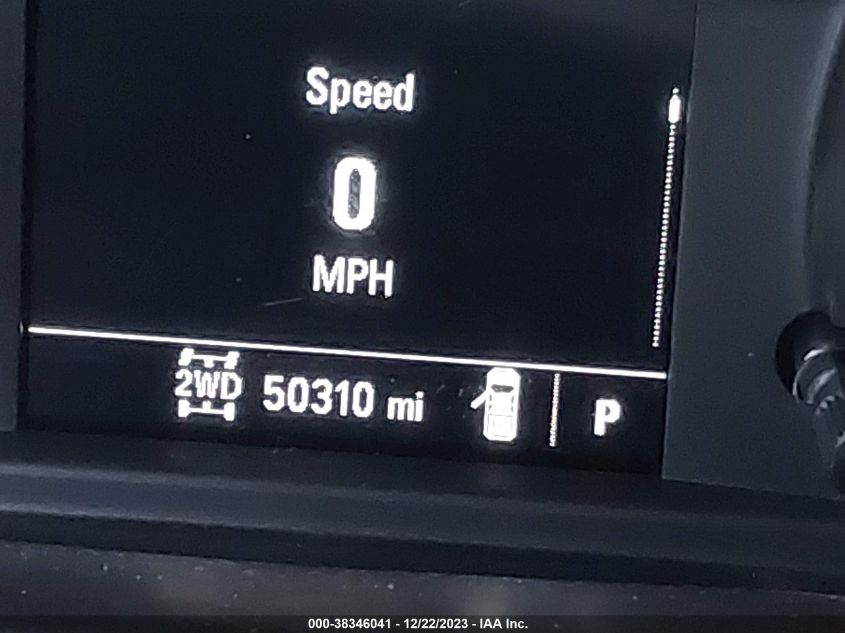 Speed
0
MPH
2WD 50310 mi P
000-38346041 - 12/22/2023 - IAA Inc.